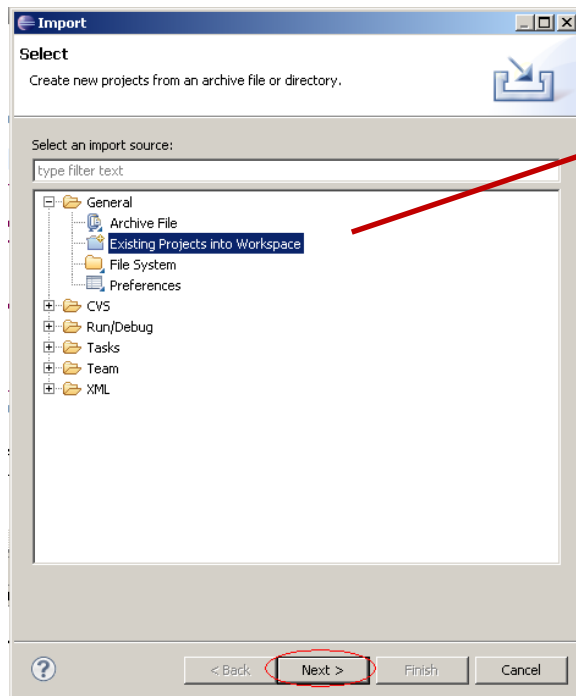 Import
Select
Create new projects from an archive file or directory.
Select an import source:
type filter text
General
Archive File
Existing Projects into Workspace
File System
Preferences
CVS
Run/Debug
Tasks
Team
XML
?
< Back
Next >
Finish
Cancel